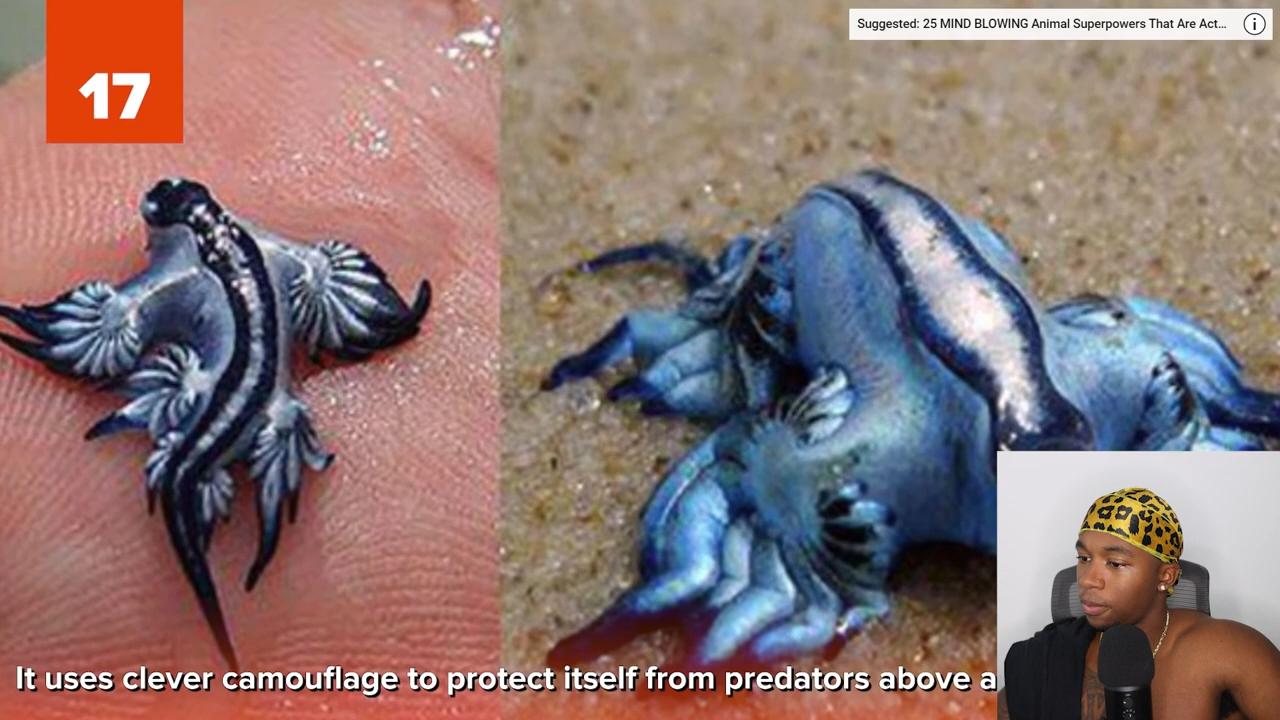 Suggested: 25 MIND BLOWING Animal Superpowers That Are Act...
17
It uses clever camouflage to protect itself from predators above a